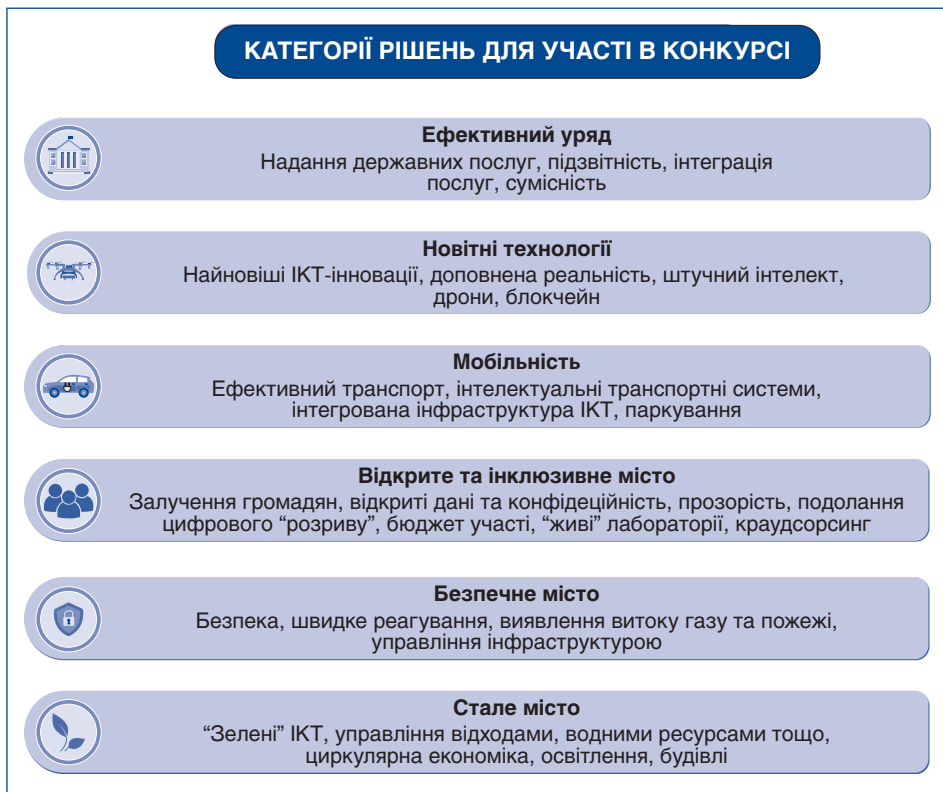 КАТЕГОРІЇ РІШЕНЬ ДЛЯ УЧАСТІ В КОНКУРСІ
Ефективний уряд
Надання державних послуг, підзвітність, інтеграція
послуг, сумісність
Новітні технології
Найновіші ІКТ-інновації, доповнена реальність, штучний інтелект,
дрони, блокчейн
Мобільність
Ефективний транспорт, інтелектуальні транспортні системи,
інтегрована інфраструктура ІКТ, паркування
Відкрите та інклюзивне місто
Залучення громадян, відкриті дані та конфідеційність, прозорість, подолання
цифрового “розриву”, бюджет участі, “живі” лабораторії, краудсорсинг
Безпечне місто
Безпека, швидке реагування, виявлення витоку газу та пожежі,
управління інфраструктурою
Стале місто
“Зелені” ІКТ, управління відходами, водними ресурсами тощо,
циркулярна економіка, освітлення, будівлі